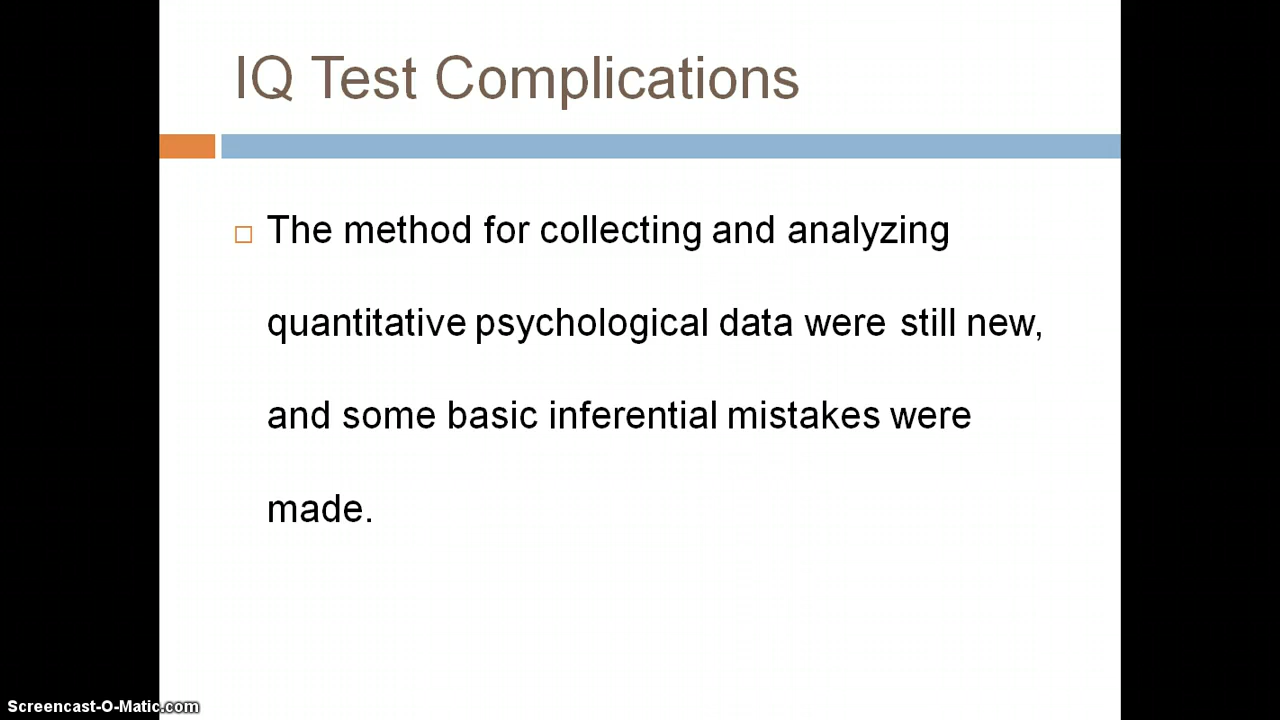 IQ Test Complications
The method for collecting and analyzing
quantitative psychological data were still new,
and some basic inferential mistakes were
made.
Screencast-O-Matic.com